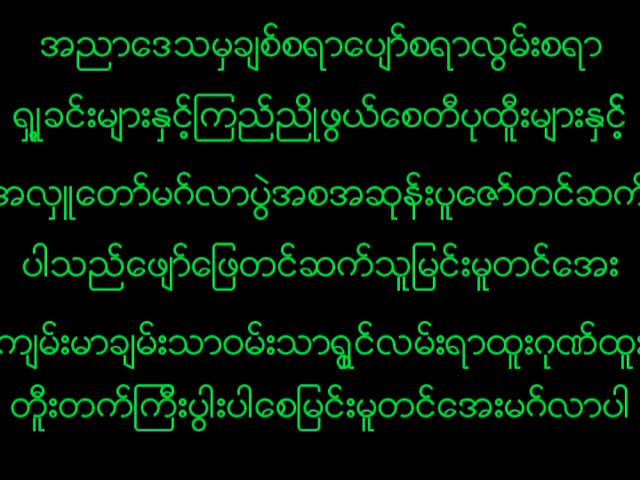 အညာဒေသမှချစ်စရာပျော်စရာလွမ်းစရာ
ရှု့ခင်းများနှင့်ကြည်ညိုဖွယ်စေတီပုထိူးများနှင့်
အလှူတော်မင်္ဂလာပွဲအစအဆုန်းပူဇော်တင်ဆက်
ပါသည်ဖျော်ဖြေတင်ဆက်သူမြင်းမူတင်အေး
ကျမ်းမာချမ်းသာဝမ်းသာရွှင်လမ်းရာထူးဂုဏ်ထူး
တိူးတက်ကြီးပွါးပါစေမြင်းမူတင်အေးမင်္ဂလာပါ